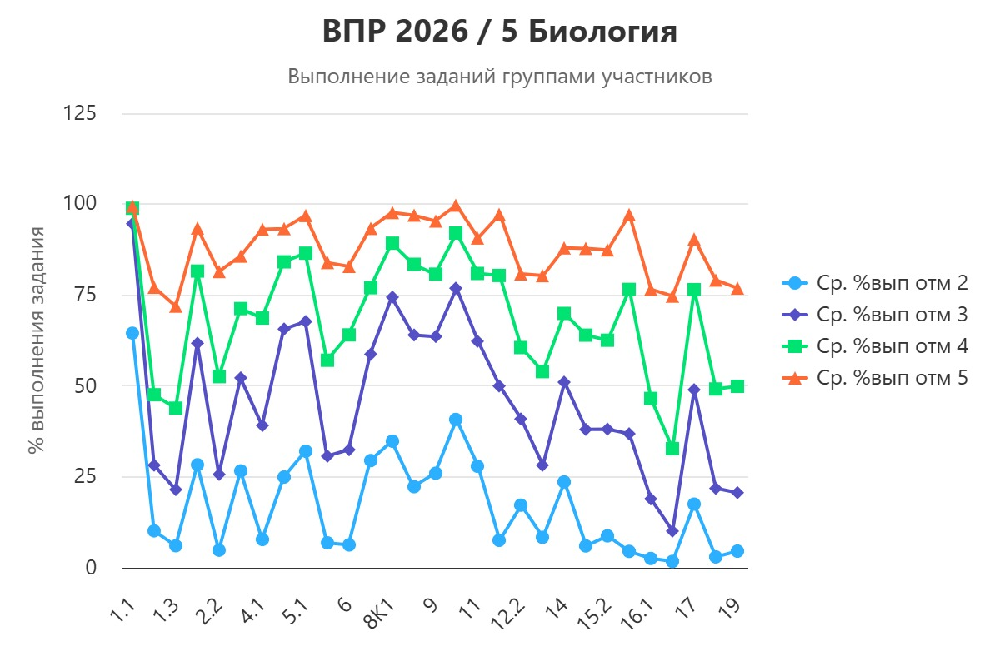 ВПР 2026 / 5 Биология
Выполнение заданий группами участников
% выполнения задания
125
100
75
50
25
0
1.1
1.3
2.2
4.1
5.1
6
8К1
9
11
12.2
14
15.2
16.1
17
19
Ср. %вып отм 2
Ср. %вып отм 3
Ср. %вып отм 4
Ср. %вып отм 5